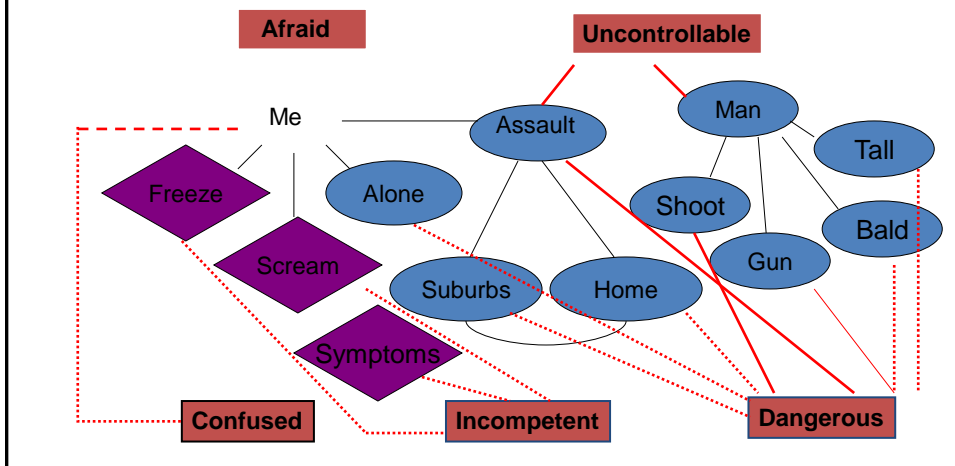 Afraid
Uncontrollable
Me
Assault
Man
Tall
Freeze
Alone
Shoot
Bald
Scream
Gun
Suburbs
Home
Symptoms
Confused
Incompetent
Dangerous